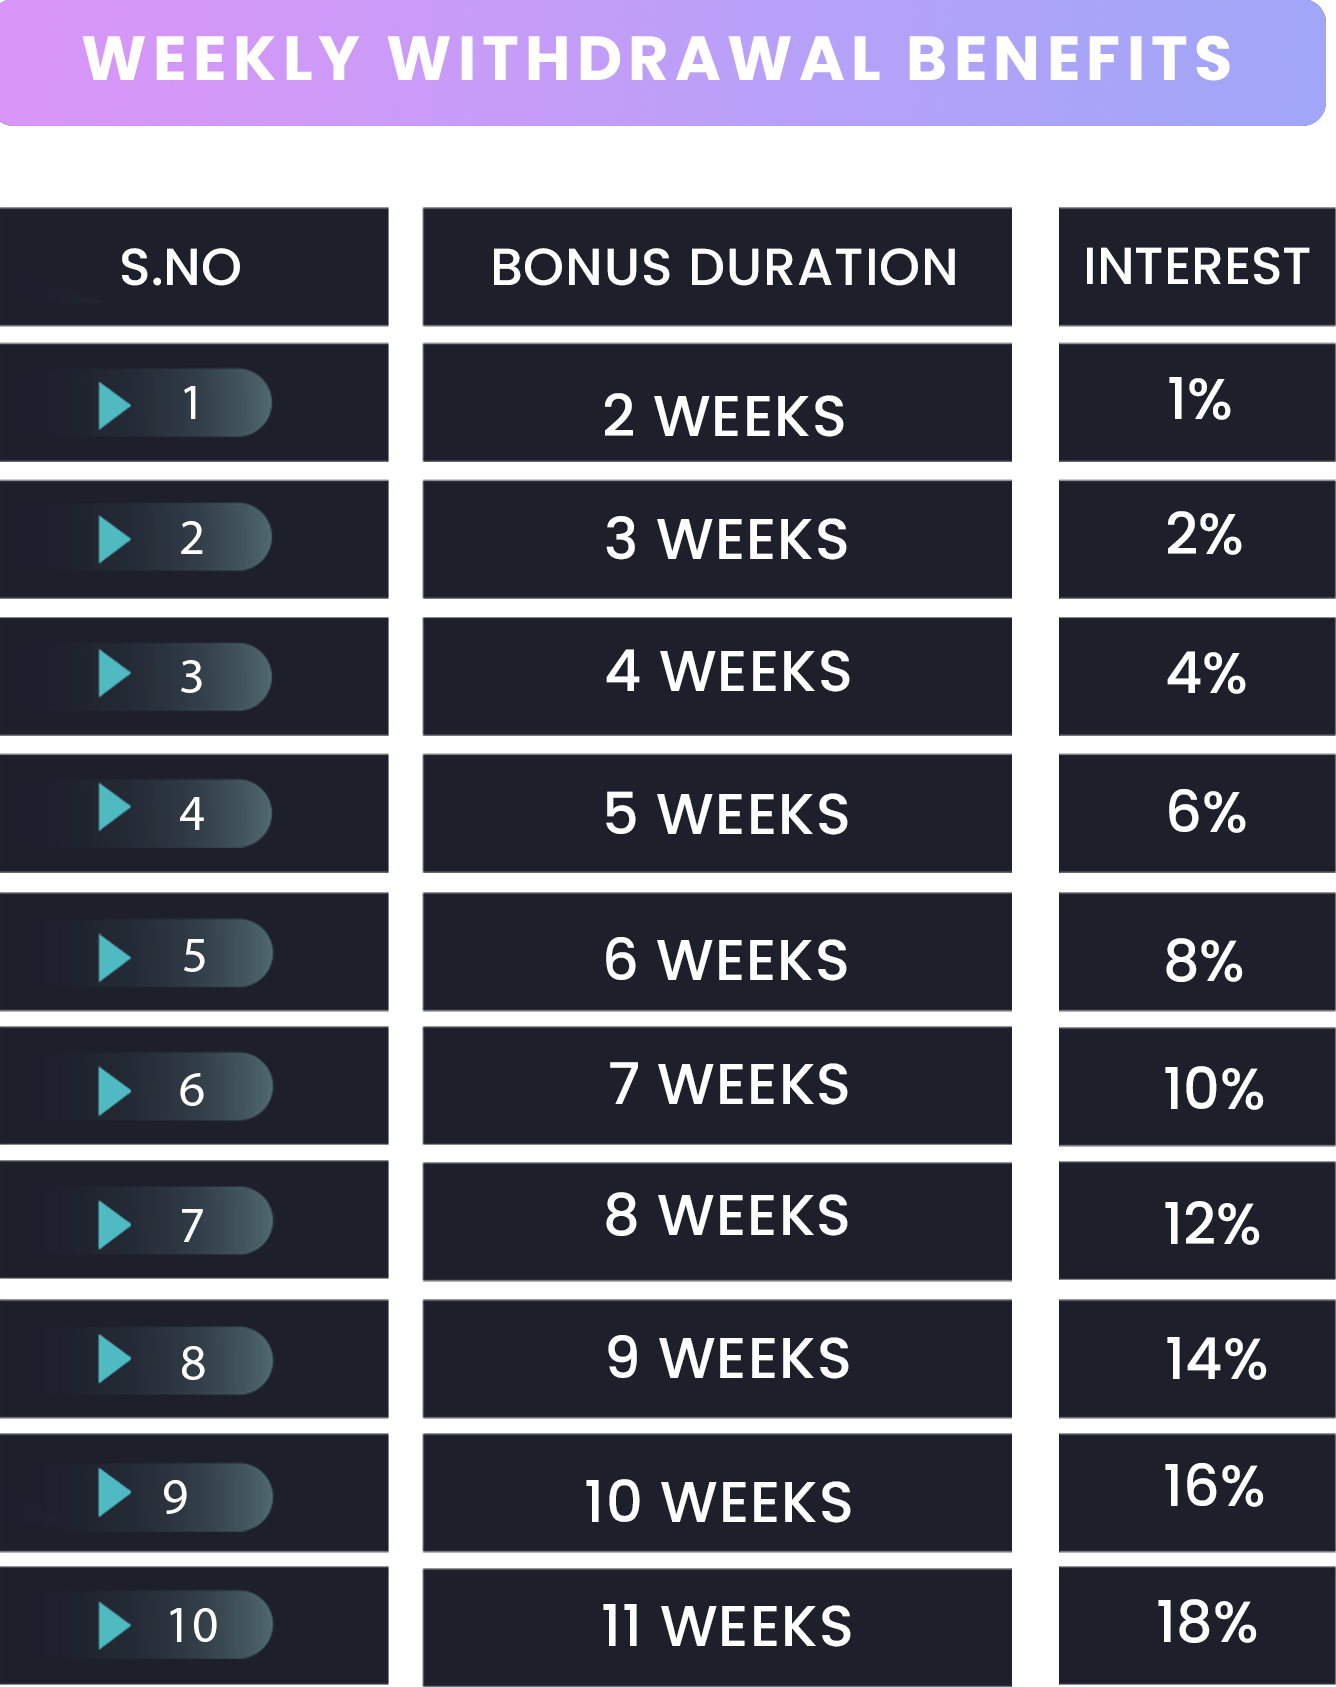 WEEKLY WITHDRAWAL BENEFITS
S.NO BONUS DURATION INTEREST
1 2 WEEKS 1%
2 3 WEEKS 2%
3 4 WEEKS 4%
4 5 WEEKS 6%
5 6 WEEKS 8%
6 7 WEEKS 10%
7 8 WEEKS 12%
8 9 WEEKS 14%
9 10 WEEKS 16%
10 11 WEEKS 18%